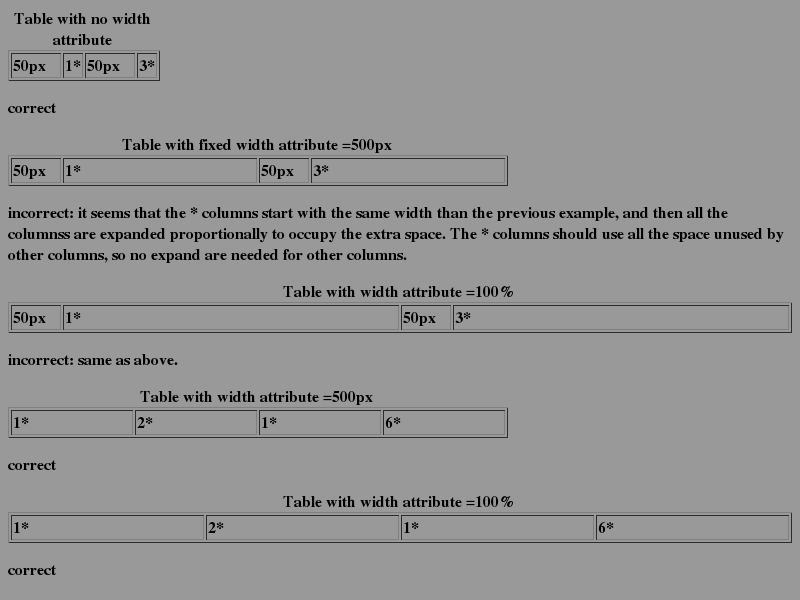 Table with no width
attribute
50px 1* 50px 3*
correct
Table with fixed width attribute =500px
50px 1* 50px 3*
incorrect: it seems that the * columns start with the same width than the previous example, and then all the
columnss are expanded proportionally to occupy the extra space. The * columns should use all the space unused by
other columns, so no expand are needed for other columns.
Table with width attribute =100%
50px 1* 50px 3*
incorrect: same as above.
Table with width attribute =500px
1* 2* 1* 6*
correct
Table with width attribute =100%
1* 2* 1* 6*
correct